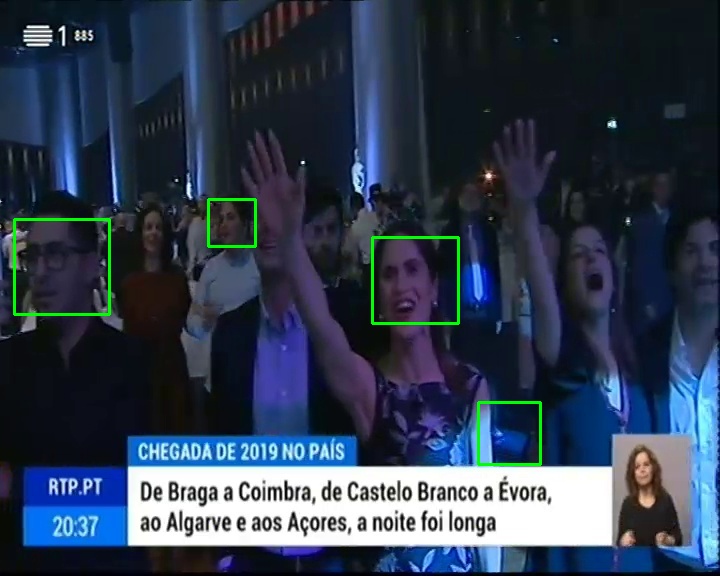 1 885
CHEGADA DE 2019 NO PAÍS
RTP.PT
20:37
De Braga a Coimbra, de Castelo Branco a Évora,
ao Algarve e aos Açores, a noite foi longa